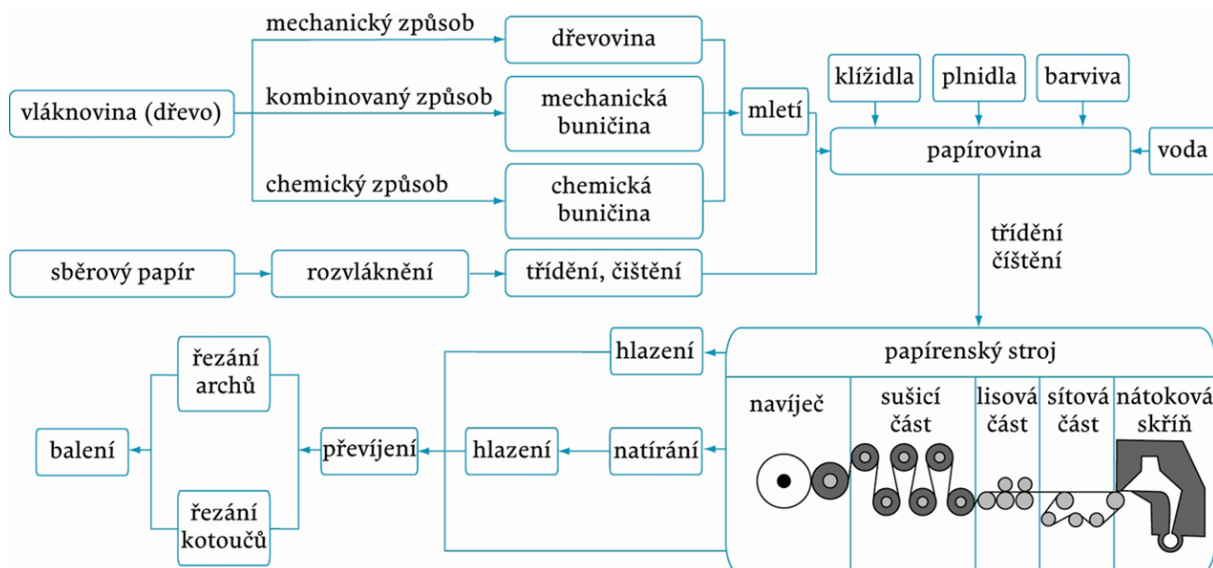 mechanický způsob
dřevovina
vláknovina (dřevo)
kombinovaný způsob
mechanická
buničina
mletí
chemický způsob
chemická
buničina
klížidla
plnidla
barviva
papírovina
voda
sběrový papír
rozvláknění
třídění, čištění
třídění
číštění
papírenský stroj
navíječ
sušicí
část
lisová
část
sítová
část
nátoková
skříň
hlazení
natírání
hlazení
převíjení
řezání
archů
řezání
kotoučů
balení